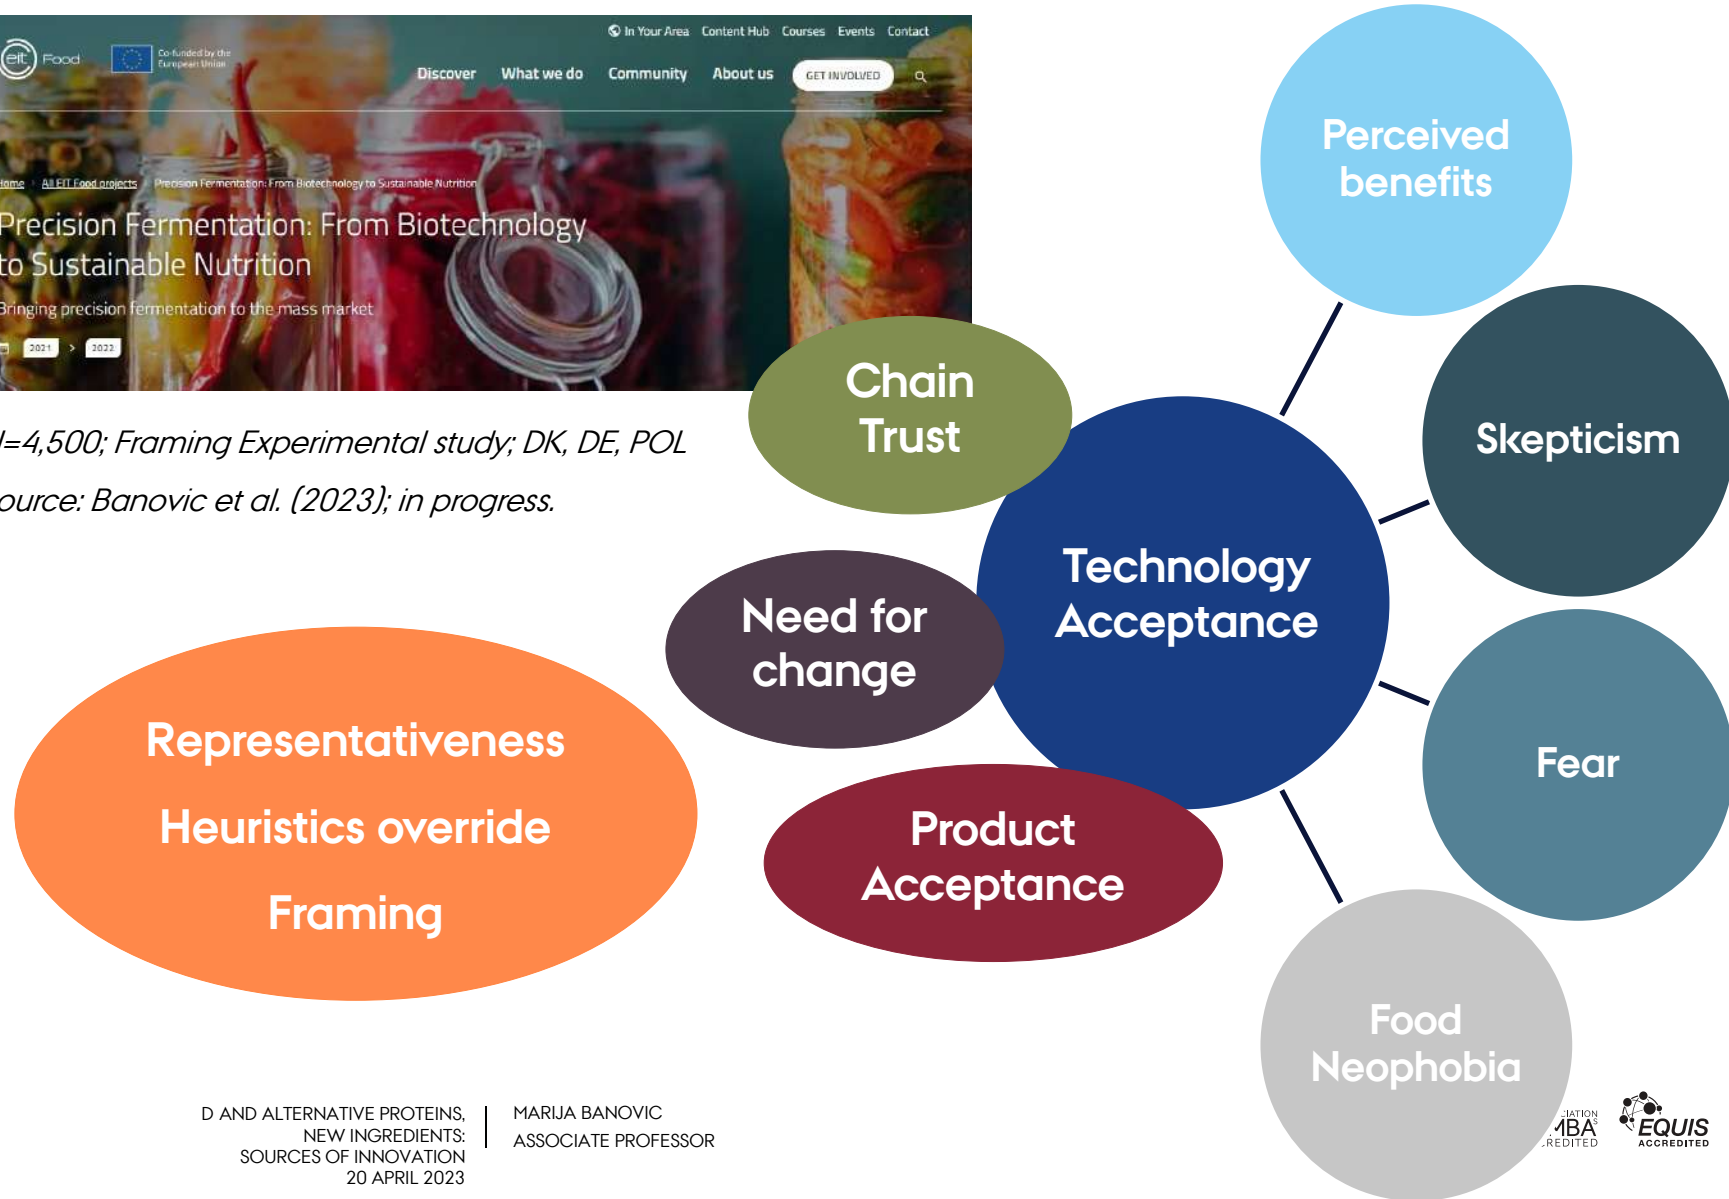 In Your Area Content Hub Courses Events Contact
eit Food
Co-funded by the
European Union
Discover What we do Community About us GET INVOLVED
Home All EIT Food projects Precision Fermentation: From Biotechnology to Sustainable Nutrition
Precision Fermentation: From Biotechnology
to Sustainable Nutrition
Bringing precision fermentation to the mass market
2021 > 2022
=4,500; Framing Experimental study; DK, DE, POL
ource: Banovic et al. (2023); in progress.
Perceived
benefits
Skepticism
Chain
Trust
Technology
Acceptance
Need for
change
Fear
Representativeness
Heuristics override
Framing
Product
Acceptance
Food
Neophobia
D AND ALTERNATIVE PROTEINS,
NEW INGREDIENTS:
SOURCES OF INNOVATION
20 APRIL 2023
MARIJA BANOVIC
ASSOCIATE PROFESSOR
CIATION
MBA
REDITED
EQUIS
ACCREDITED